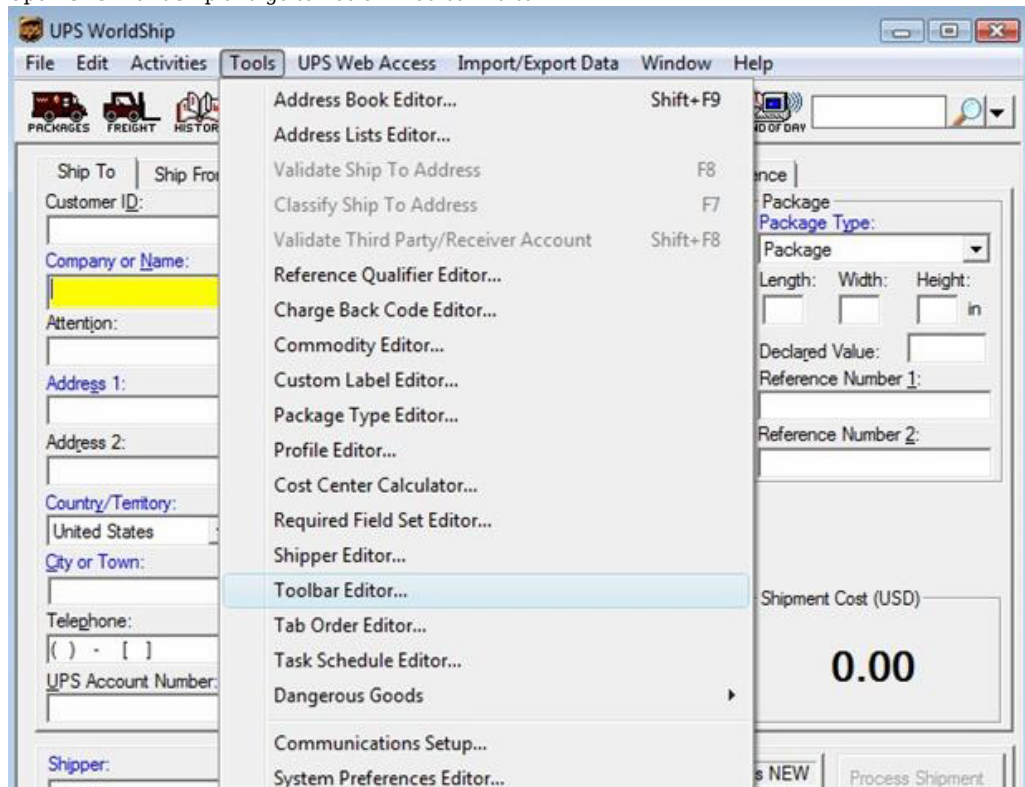 UPS WorldShip
File Edit Activities Tools UPS Web Access Import/Export Data Window Help
PACKAGES FREIGHT HISTOR
ND OF DAY
Address Book Editor... Shift+F9
Address Lists Editor...
Validate Ship To Address F8
Classify Ship To Address F7
Validate Third Party/Receiver Account Shift+F8
Reference Qualifier Editor...
Charge Back Code Editor...
Commodity Editor...
Custom Label Editor...
Package Type Editor...
Profile Editor...
Cost Center Calculator...
Required Field Set Editor...
Shipper Editor...
Toolbar Editor...
Tab Order Editor...
Task Schedule Editor...
Dangerous Goods
Communications Setup...
System Preferences Editor...
Ship To Ship Fro
Customer ID:
Company or Name:
Attention:
Address 1:
Address 2:
Country/Territory:
United States
City or Town:
Telephone:
( ) - [ ]
UPS Account Number:
Shipper:
ence
Package
Package Type:
Package
Length: Width: Height:
in
Declared Value:
Reference Number 1:
Reference Number 2:
Shipment Cost (USD)
0.00
s NEW Process Shipment